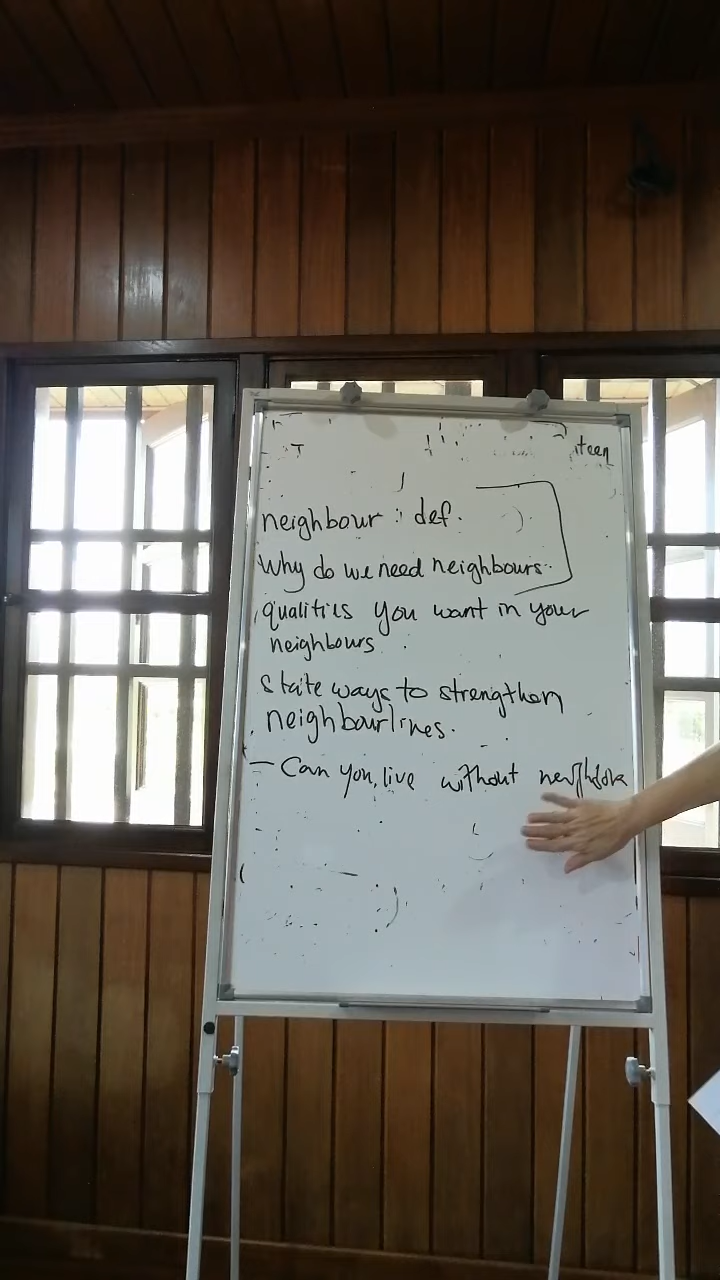 iteen
neighbour : def.
Why do we need neighbours..
qualities you want in your
neighbours
State ways to strengthen
neighbourlines.
- Can you live without